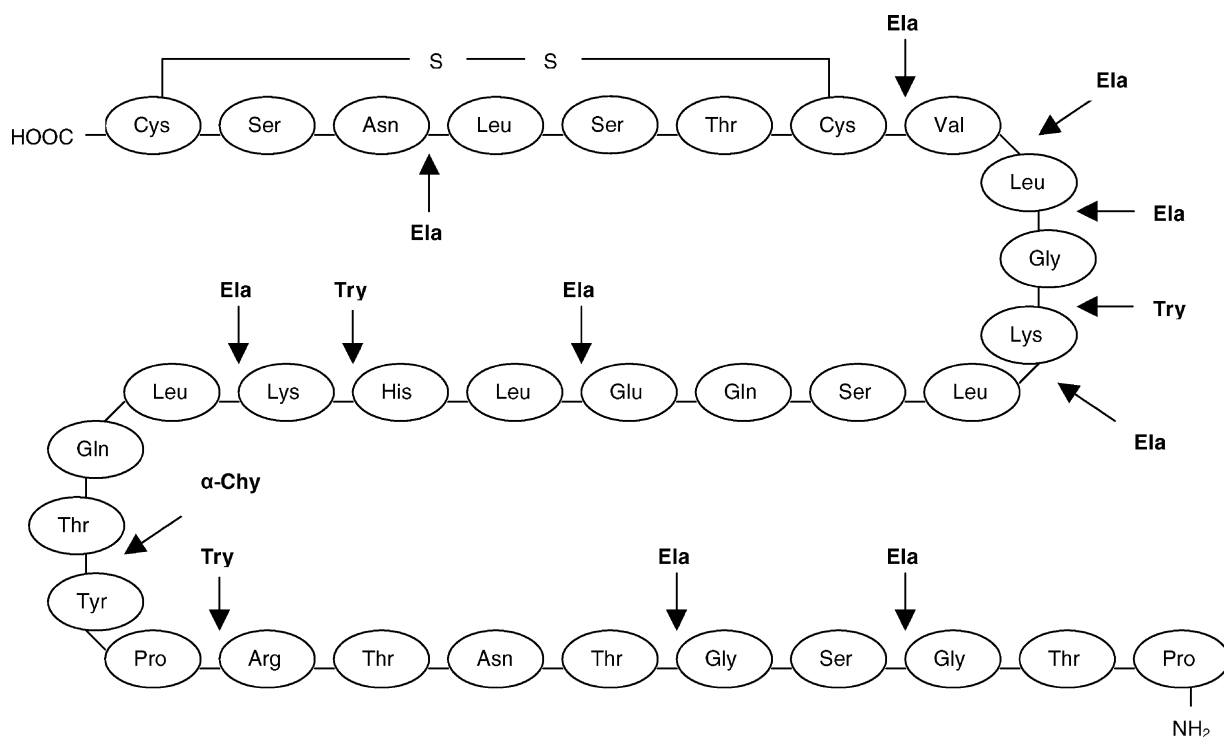 Ela
S S
Ela
HOOC Cys Ser Asn Leu Ser Thr Cys Val
Leu
Ela
Ela
Gly
Ela Try Ela
Try
Lys
Leu Lys His Leu Glu Gln Ser Leu
Ela
Gln
α-Chy
Thr
Try Ela Ela
Tyr
Pro Arg Thr Asn Thr Gly Ser Gly Thr Pro
NH2